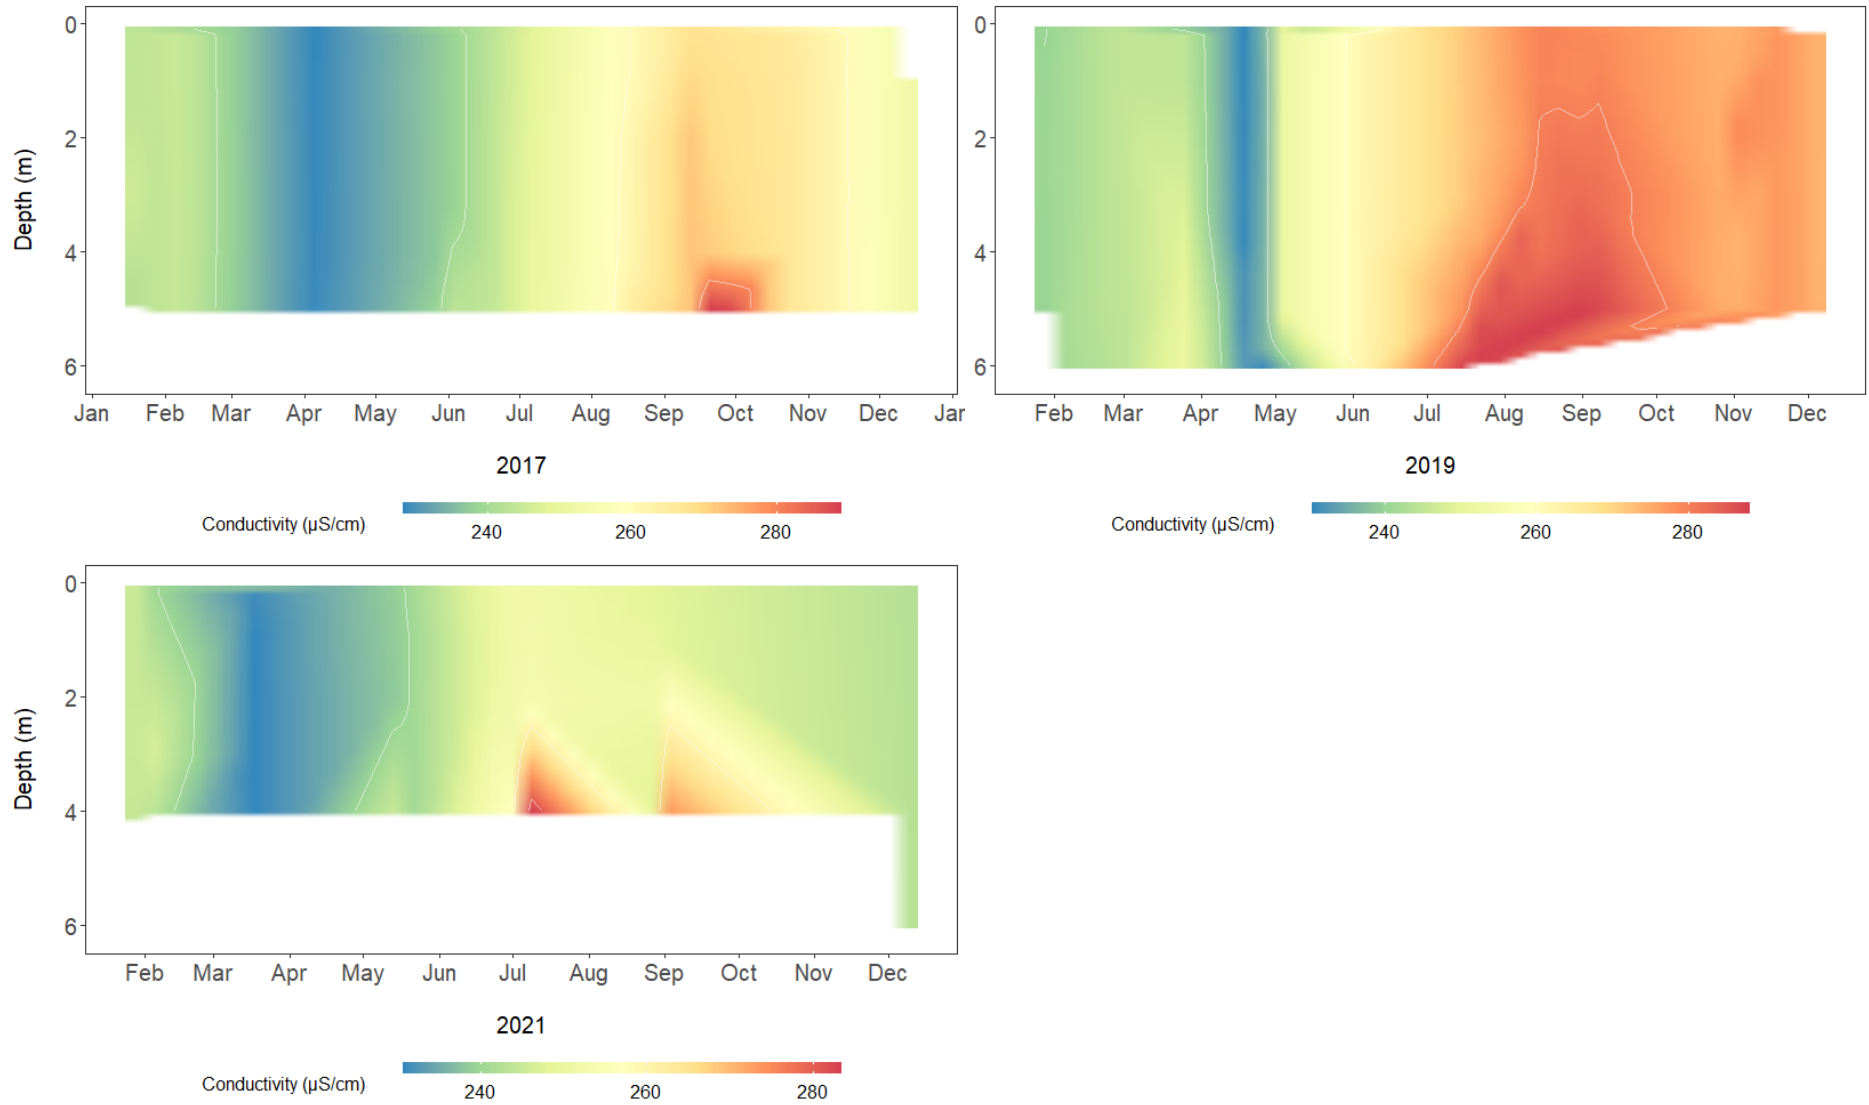 0
2
4
6
Depth (m)
Jan Feb Mar Apr May Jun Jul Aug Sep Oct Nov Dec Jar
2017
Conductivity (µS/cm)
240 260 280
0
2
4
6
Feb Mar Apr May Jun Jul Aug Sep Oct Nov Dec
2019
Conductivity (µS/cm)
240 260 280
0
2
4
6
Depth (m)
Feb Mar Apr May Jun Jul Aug Sep Oct Nov Dec
2021
Conductivity (µS/cm)
240 260 280